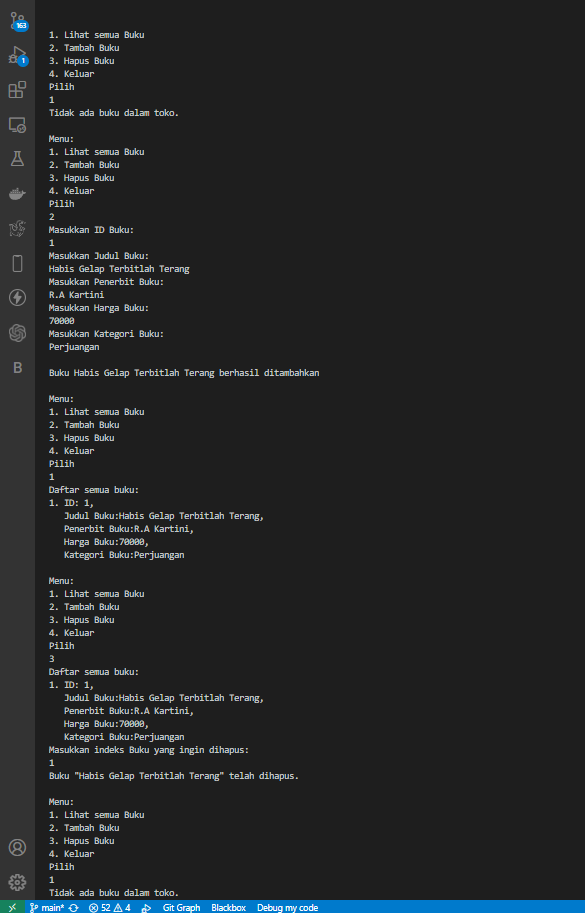 163
1
B
1. Lihat semua Buku
2. Tambah Buku
3. Hapus Buku
4. Keluar
Pilih
1
Tidak ada buku dalam toko.
Menu:
1. Lihat semua Buku
2. Tambah Buku
3. Hapus Buku
4. Keluar
Pilih
2
Masukkan ID Buku:
1
Masukkan Judul Buku:
Habis Gelap Terbitlah Terang
Masukkan Penerbit Buku:
R.A Kartini
Masukkan Harga Buku:
70000
Masukkan Kategori Buku:
Perjuangan
Buku Habis Gelap Terbitlah Terang berhasil ditambahkan
Menu:
1. Lihat semua Buku
2. Tambah Buku
3. Hapus Buku
4. Keluar
Pilih
1
Daftar semua buku:
1. ID: 1,
Judul Buku:Habis Gelap Terbitlah Terang,
Penerbit Buku:R.A Kartini,
Harga Buku:70000,
Kategori Buku:Perjuangan
Menu:
1. Lihat semua Buku
2. Tambah Buku
3. Hapus Buku
4. Keluar
Pilih
3
Daftar semua buku:
1. ID: 1,
Judul Buku:Habis Gelap Terbitlah Terang,
Penerbit Buku:R.A Kartini,
Harga Buku:70000,
Kategori Buku:Perjuangan
Masukkan indeks Buku yang ingin dihapus:
1
Buku "Habis Gelap Terbitlah Terang" telah dihapus.
Menu:
1. Lihat semua Buku
2. Tambah Buku
3. Hapus Buku
4. Keluar
Pilih
1
Tidak ada buku dalam toko.
main* 52 4 Git Graph Blackbox Debug my code